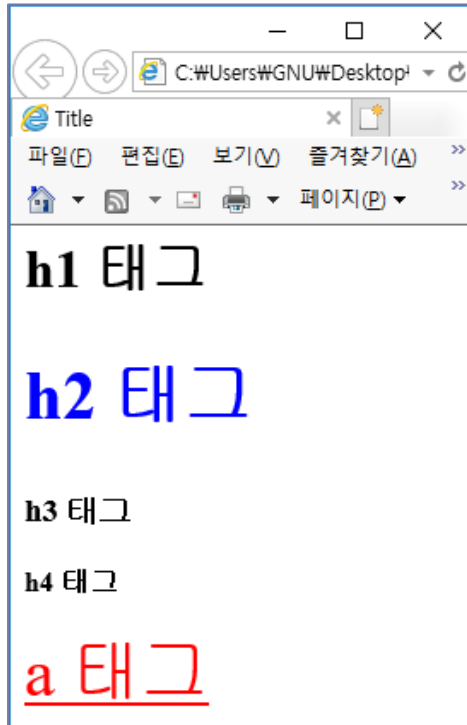 C:₩Users₩GNU₩Desktop₩
Title
파일(F) 편집(E) 보기(V) 즐겨찾기(A) »
페이지(P) »
h1 태그
h2 태그
h3 태그
h4 태그
a 태그